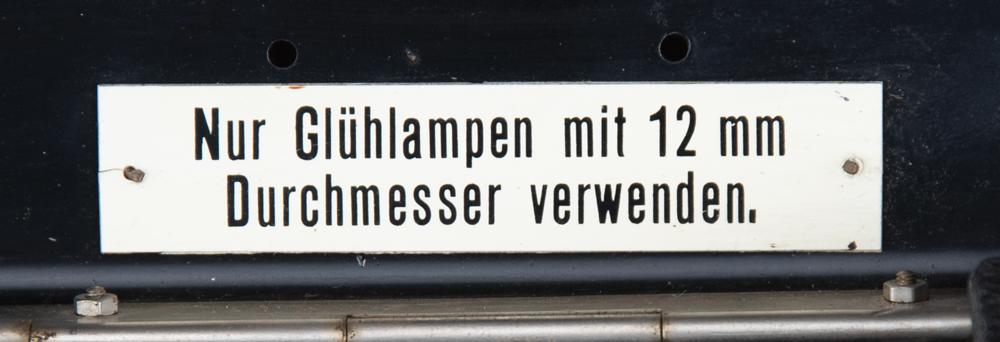 Nur Glühlampen mit 12 mm
Durchmesser verwenden.